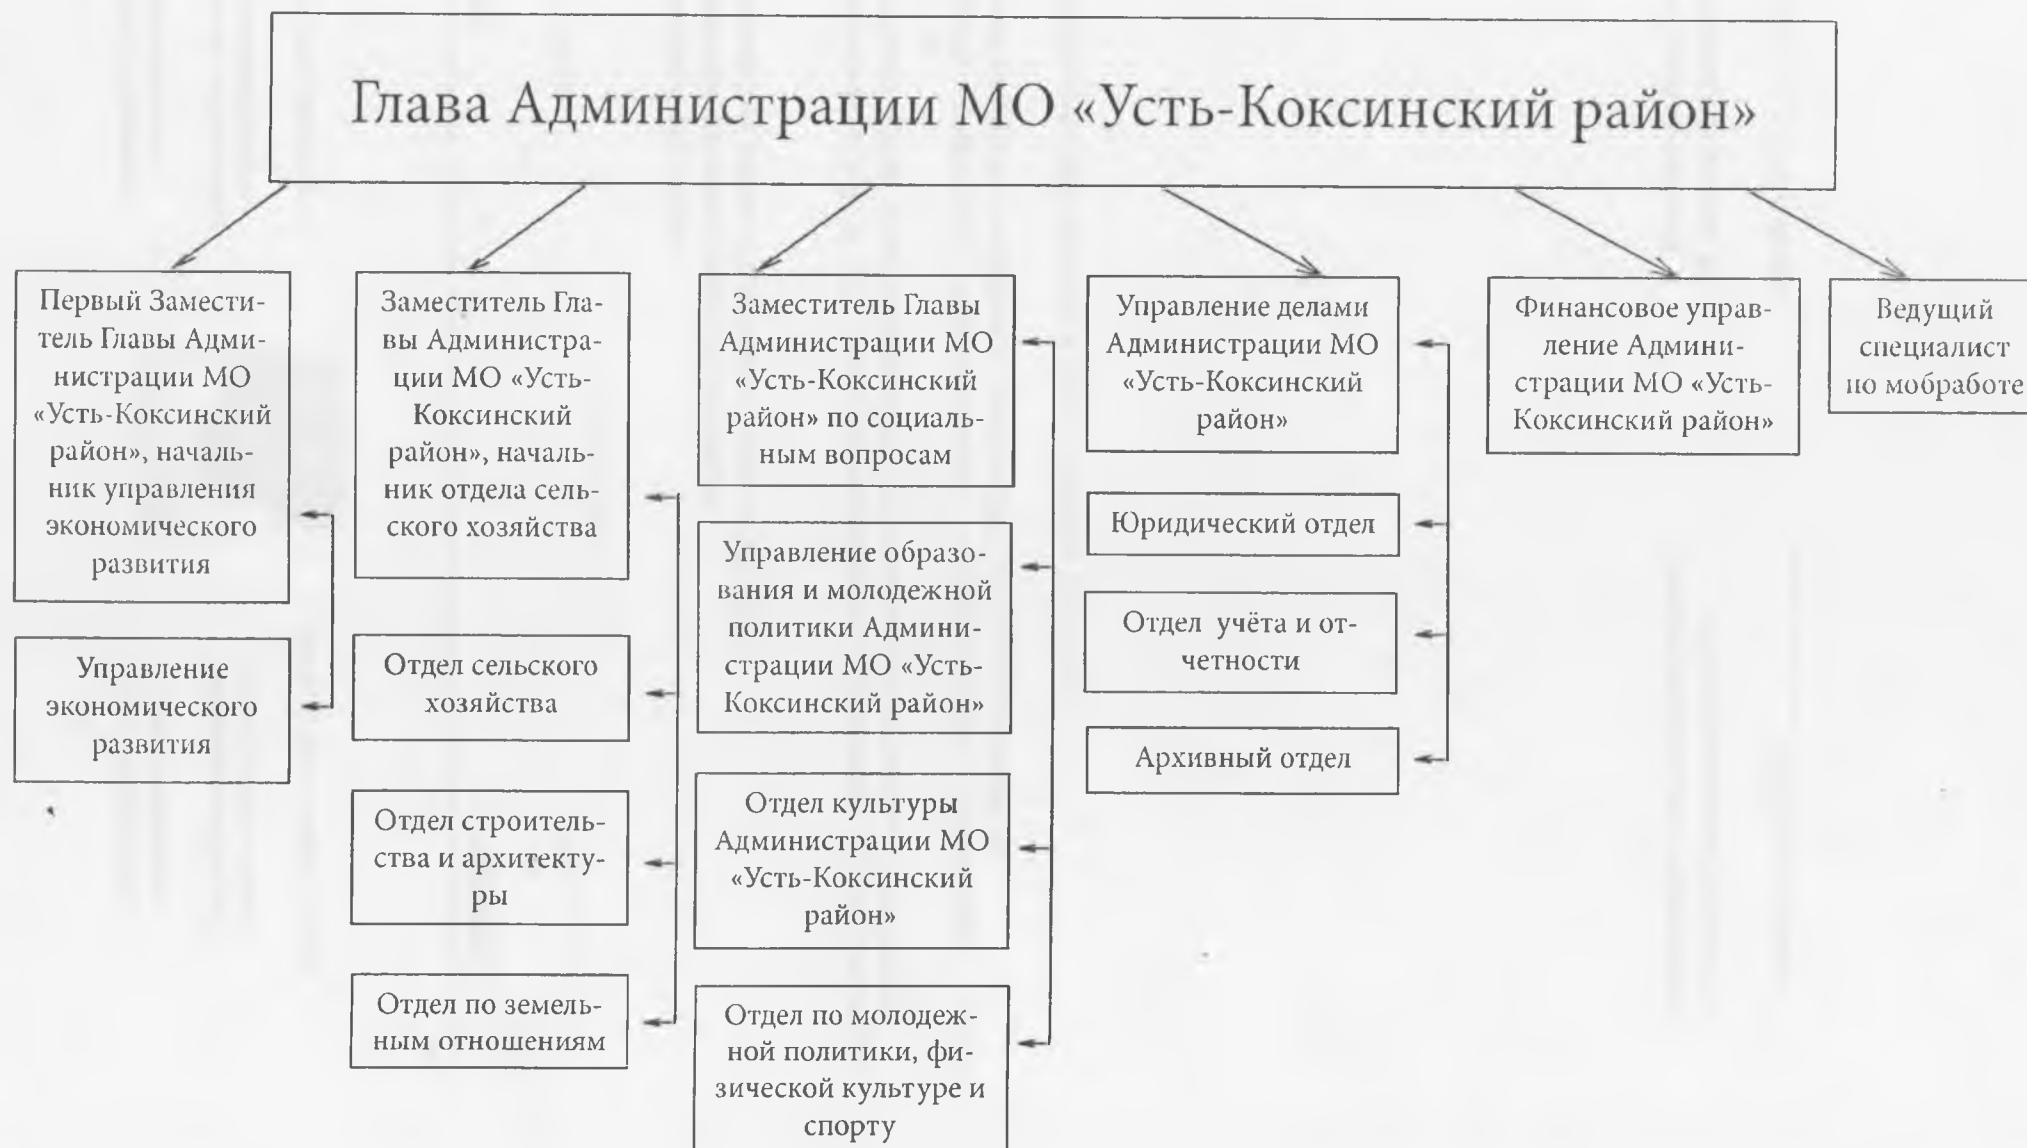 Глава Администрации МО «Усть-Коксинский район»
Первый Замести-
тель Главы Адми-
нистрации МО
«Усть-Коксинский
район», началь-
ник управления
экономического
развития
Управление
экономического
развития
Заместитель Гла-
вы Администра-
ции МО «Усть-
Коксинский
район», началь-
ник отдела сель-
ского хозяйства
Отдел сельского
хозяйства
Отдел строитель-
ства и архитекту-
ры
Отдел по земель-
ным отношениям
Заместитель Главы
Администрации МО
«Усть-Коксинский
район» по социаль-
ным вопросам
Управление образо-
вания и молодежной
политики Админи-
страции МО «Усть-
Коксинский район»
Отдел культуры
Администрации МО
«Усть-Коксинский
район»
Отдел по молодеж-
ной политики, фи-
зической культуре и
спорту
Управление делами
Администрации МО
«Усть-Коксинский
район»
Юридический отдел
Отдел учёта и от-
четности
Архивный отдел
Финансовое управ-
ление Админи-
страции МО «Усть-
Коксинский район»
Ведущий
специалист
по мобработе